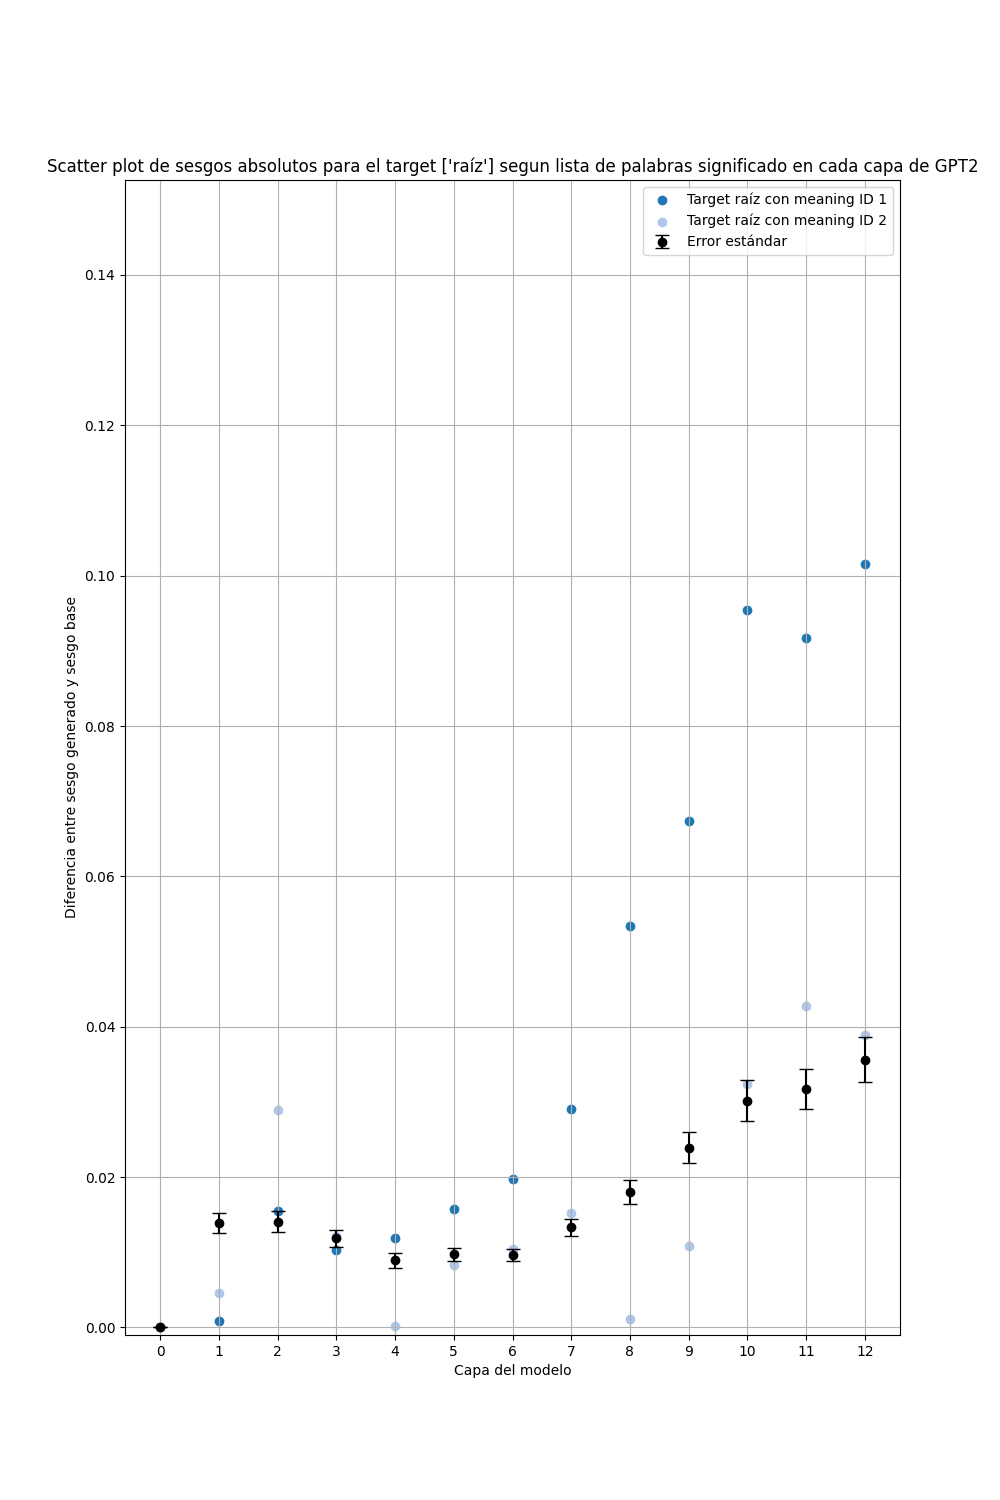 Scatter plot de sesgos absolutos para el target ['raíz'] segun lista de palabras significado en cada capa de GPT2
Target raíz con meaning ID 1
Target raíz con meaning ID 2
Error estándar
Diferencia entre sesgo generado y sesgo base
0.14
0.12
0.10
0.08
0.06
0.04
0.02
0.00
0 1 2 3 4 5 6 7 8 9 10 11 12
Capa del modelo